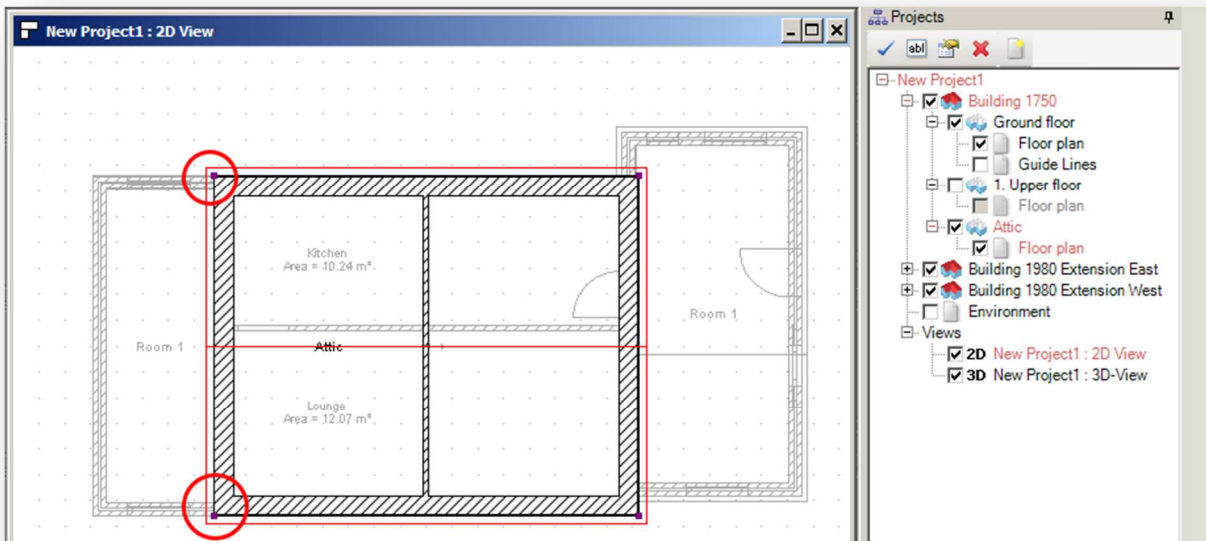 New Project1 : 2D View
Kitchen
Area = 10.24 m²
Room 1
Attic
Room 1
Lounge
Area = 12.07 m²
Projects
abl
New Project1
Building 1750
Ground floor
Floor plan
Guide Lines
1. Upper floor
Floor plan
Attic
Floor plan
Building 1980 Extension East
Building 1980 Extension West
Environment
Views
2D New Project1 : 2D View
3D New Project1 : 3D-View